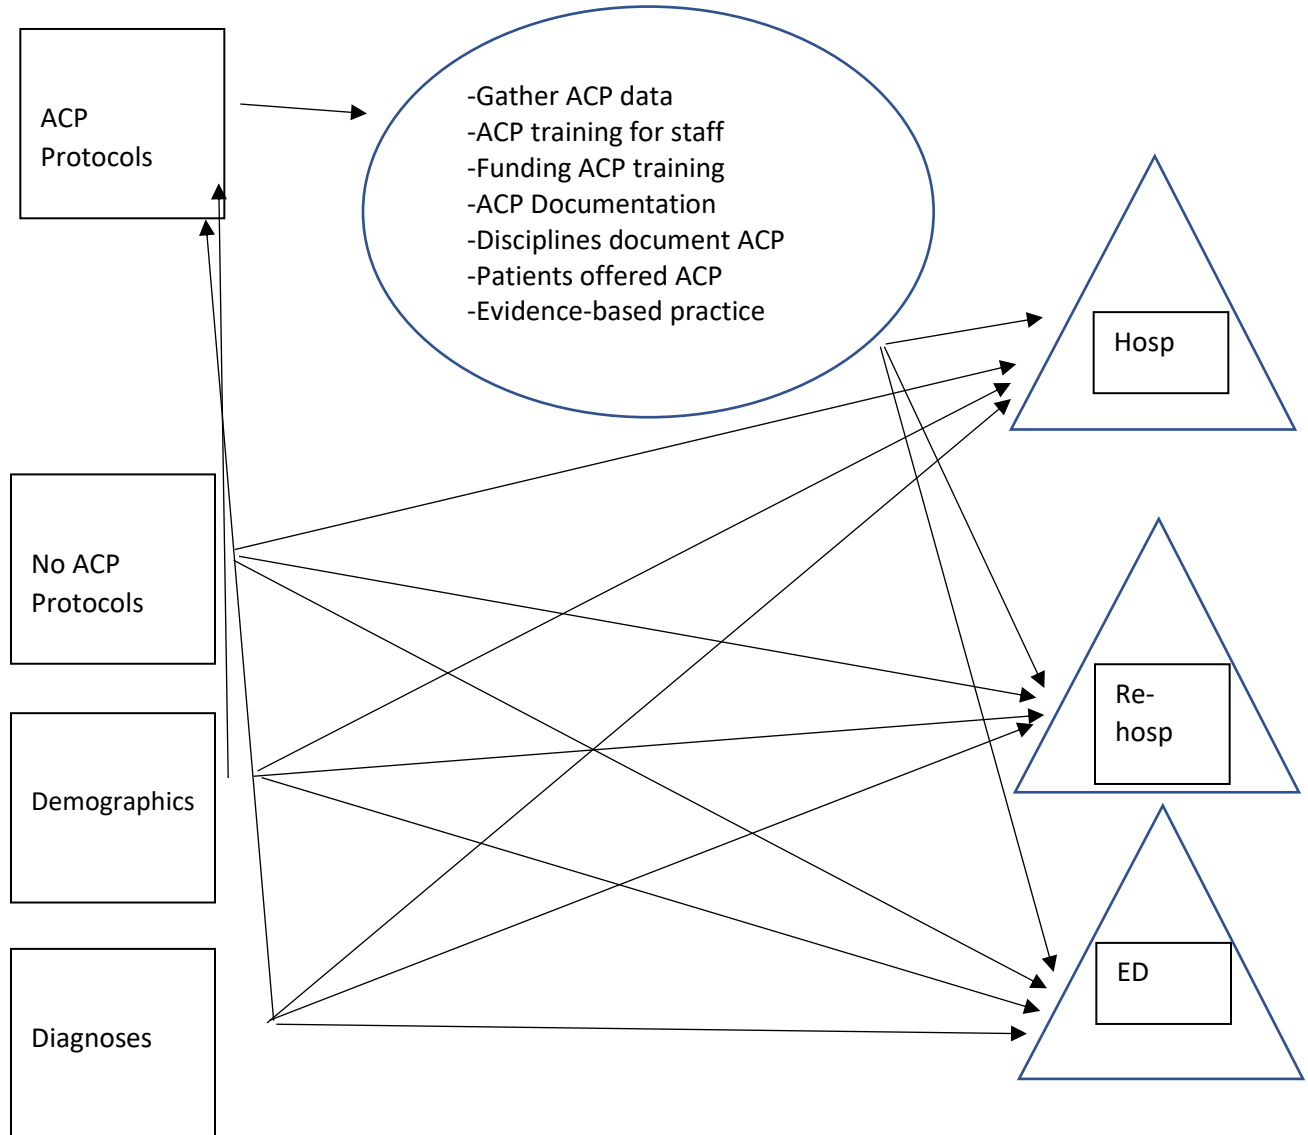 ACP
Protocols
-Gather ACP data
-ACP training for staff
-Funding ACP training
-ACP Documentation
-Disciplines document ACP
-Patients offered ACP
-Evidence-based practice
Hosp
No ACP
Protocols
Re-
hosp
Demographics
ED
Diagnoses